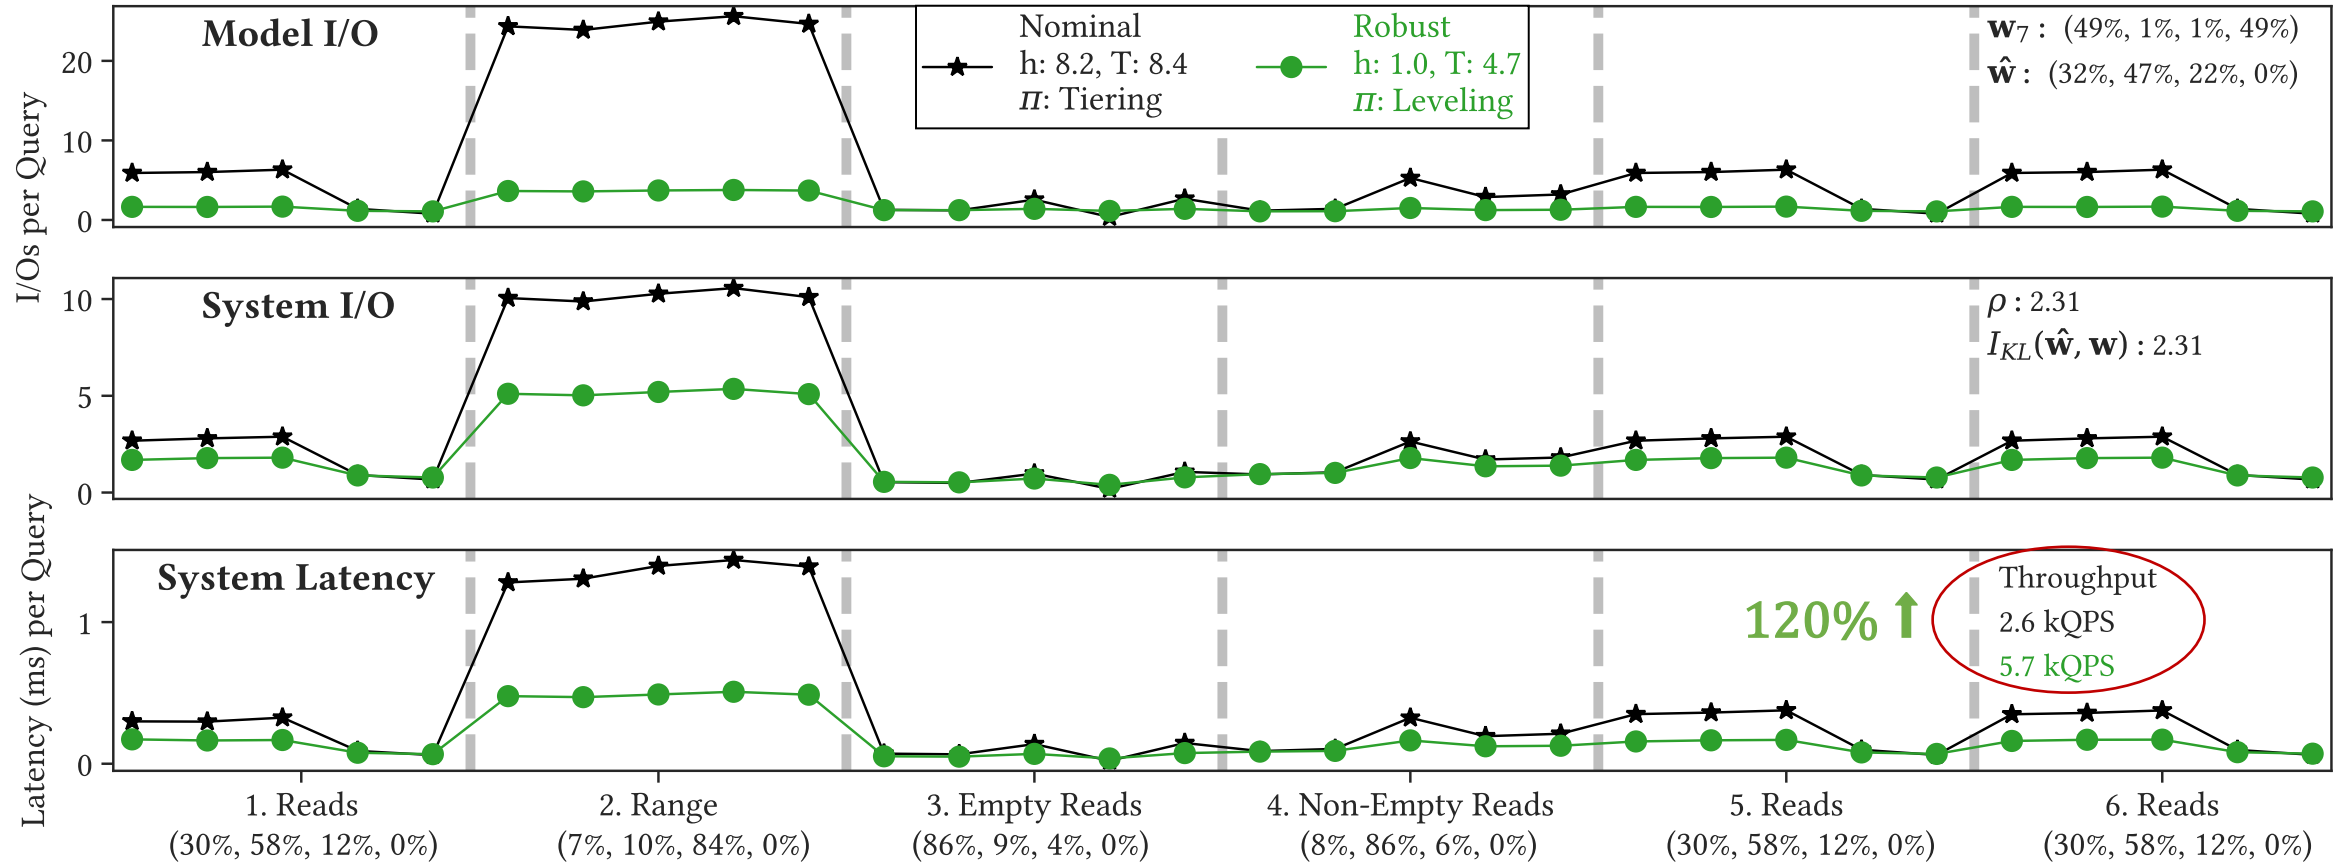 Model I/O
I/Os per Query
20
10
0
Nominal
h: 8.2, T: 8.4
π: Tiering
Robust
h: 1.0, T: 4.7
π: Leveling
w₇ : (49%, 1%, 1%, 49%)
ŵ : (32%, 47%, 22%, 0%)
System I/O
10
5
0
ρ : 2.31
I_KL(ŵ, w) : 2.31
System Latency
Latency (ms) per Query
1
0
120%
Throughput
2.6 kQPS
5.7 kQPS
1. Reads
(30%, 58%, 12%, 0%)
2. Range
(7%, 10%, 84%, 0%)
3. Empty Reads
(86%, 9%, 4%, 0%)
4. Non-Empty Reads
(8%, 86%, 6%, 0%)
5. Reads
(30%, 58%, 12%, 0%)
6. Reads
(30%, 58%, 12%, 0%)